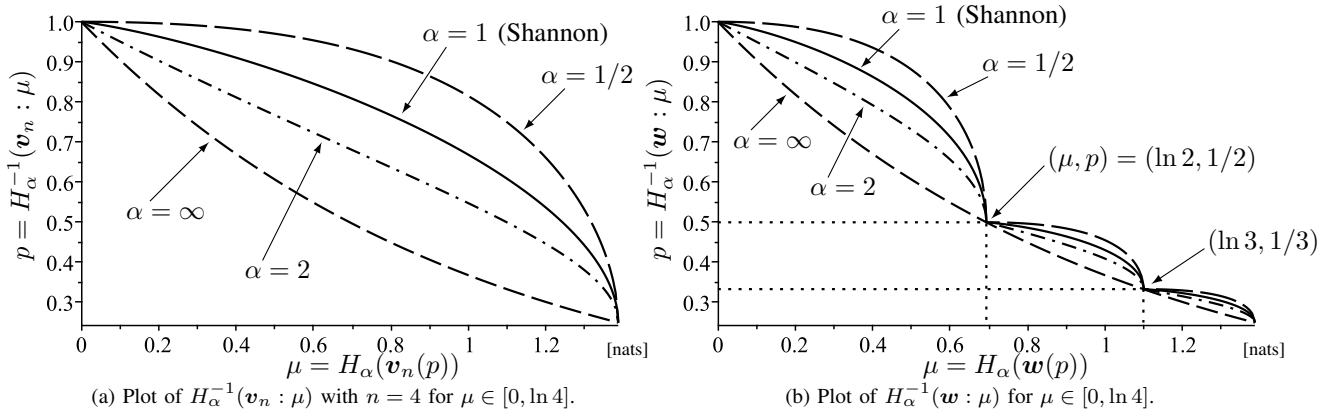 p = H_α^{-1}(v_n : μ)
1.0
0.9
0.8
0.7
0.6
0.5
0.4
0.3
α = 1 (Shannon)
α = 1/2
α = ∞
α = 2
0 0.2 0.4 0.6 0.8 1 1.2 [nats]
μ = H_α(v_n(p))
(a) Plot of H_α^{-1}(v_n : μ) with n = 4 for μ ∈ [0, ln 4].
p = H_α^{-1}(w : μ)
1.0
0.9
0.8
0.7
0.6
0.5
0.4
0.3
α = 1 (Shannon)
α = 1/2
α = ∞
α = 2
(μ, p) = (ln 2, 1/2)
(ln 3, 1/3)
0 0.2 0.4 0.6 0.8 1 1.2 [nats]
μ = H_α(w(p))
(b) Plot of H_α^{-1}(w : μ) for μ ∈ [0, ln 4].